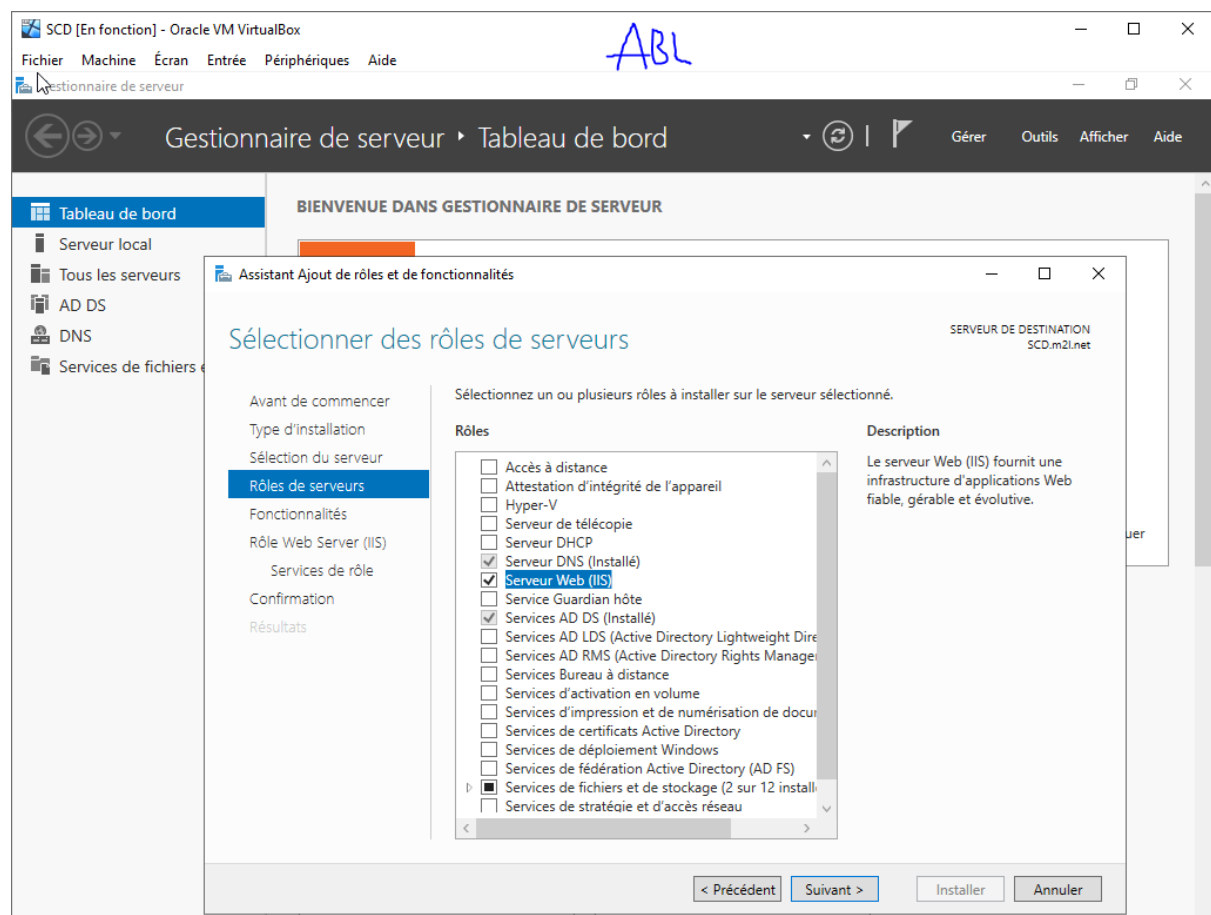 SCD [En fonction] - Oracle VM VirtualBox
ABL
Fichier Machine Écran Entrée Périphériques Aide
estionnaire de serveur
Gestionnaire de serveur ‣ Tableau de bord
Gérer Outils Afficher Aide
Tableau de bord
Serveur local
Tous les serveurs
AD DS
DNS
Services de fichiers e
BIENVENUE DANS GESTIONNAIRE DE SERVEUR
Assistant Ajout de rôles et de fonctionnalités
Sélectionner des rôles de serveurs
SERVEUR DE DESTINATION
SCD.m2l.net
Avant de commencer
Type d'installation
Sélection du serveur
Rôles de serveurs
Fonctionnalités
Rôle Web Server (IIS)
Services de rôle
Confirmation
Résultats
Sélectionnez un ou plusieurs rôles à installer sur le serveur sélectionné.
Rôles
Accès à distance
Attestation d'intégrité de l'appareil
Hyper-V
Serveur de télécopie
Serveur DHCP
Serveur DNS (Installé)
Serveur Web (IIS)
Service Guardian hôte
Services AD DS (Installé)
Services AD LDS (Active Directory Lightweight Dire
Services AD RMS (Active Directory Rights Manage
Services Bureau à distance
Services d'activation en volume
Services d'impression et de numérisation de docu
Services de certificats Active Directory
Services de déploiement Windows
Services de fédération Active Directory (AD FS)
Services de fichiers et de stockage (2 sur 12 install
Services de stratégie et d'accès réseau
Description
Le serveur Web (IIS) fournit une
infrastructure d'applications Web
fiable, gérable et évolutive.
uer
< Précédent Suivant > Installer Annuler